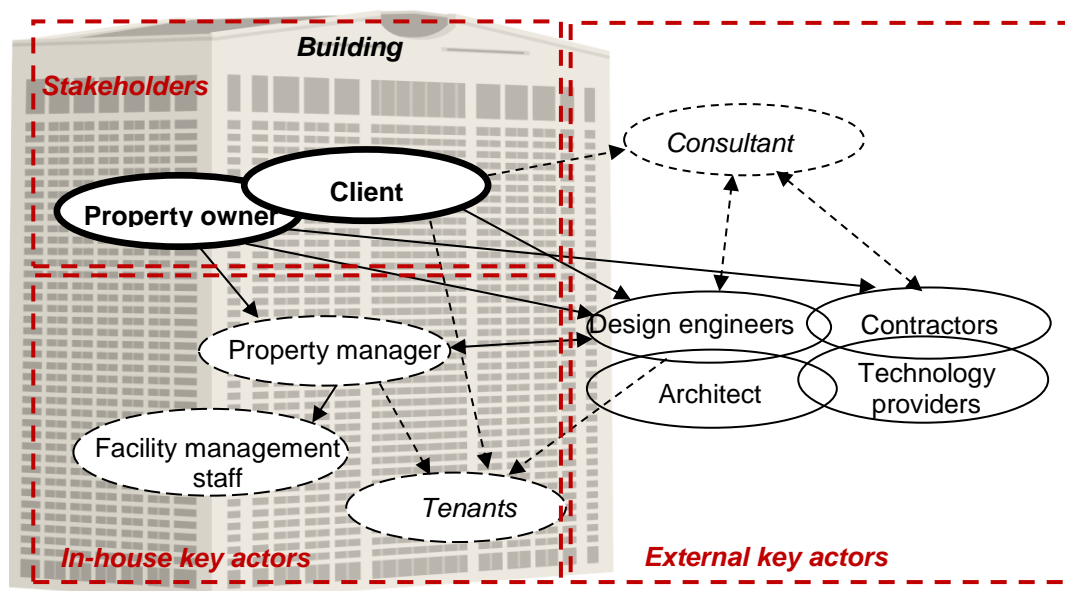 Building
Stakeholders
Consultant
Client
Property owner
Design engineers
Contractors
Property manager
Technology
providers
Architect
Facility management
staff
Tenants
In-house key actors
External key actors